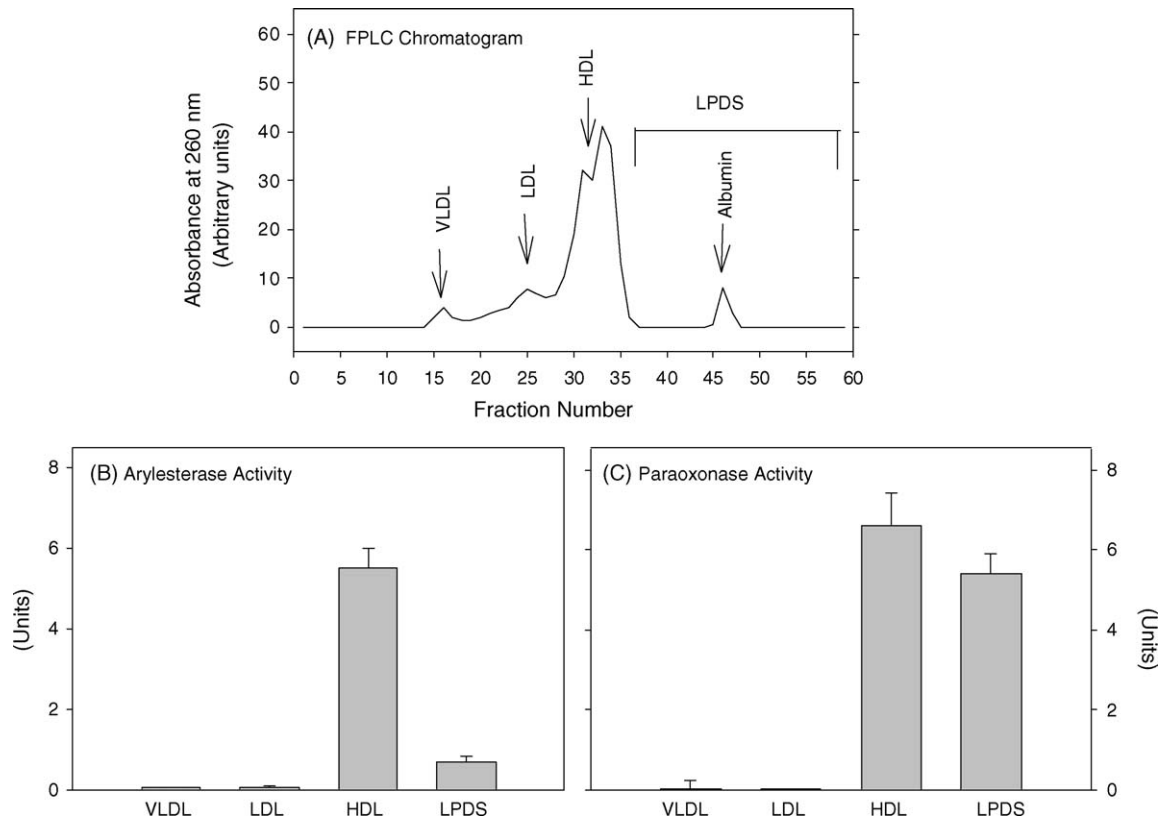 (A) FPLC Chromatogram
Absorbance at 260 nm
(Arbitrary units)
60
50
40
30
20
10
0
VLDL
LDL
HDL
LPDS
Albumin
0 5 10 15 20 25 30 35 40 45 50 55 60
Fraction Number
(B) Arylesterase Activity
(Units)
8
6
4
2
0
VLDL LDL HDL LPDS
(C) Paraoxonase Activity
8
6
4
2
0
(Units)
VLDL LDL HDL LPDS